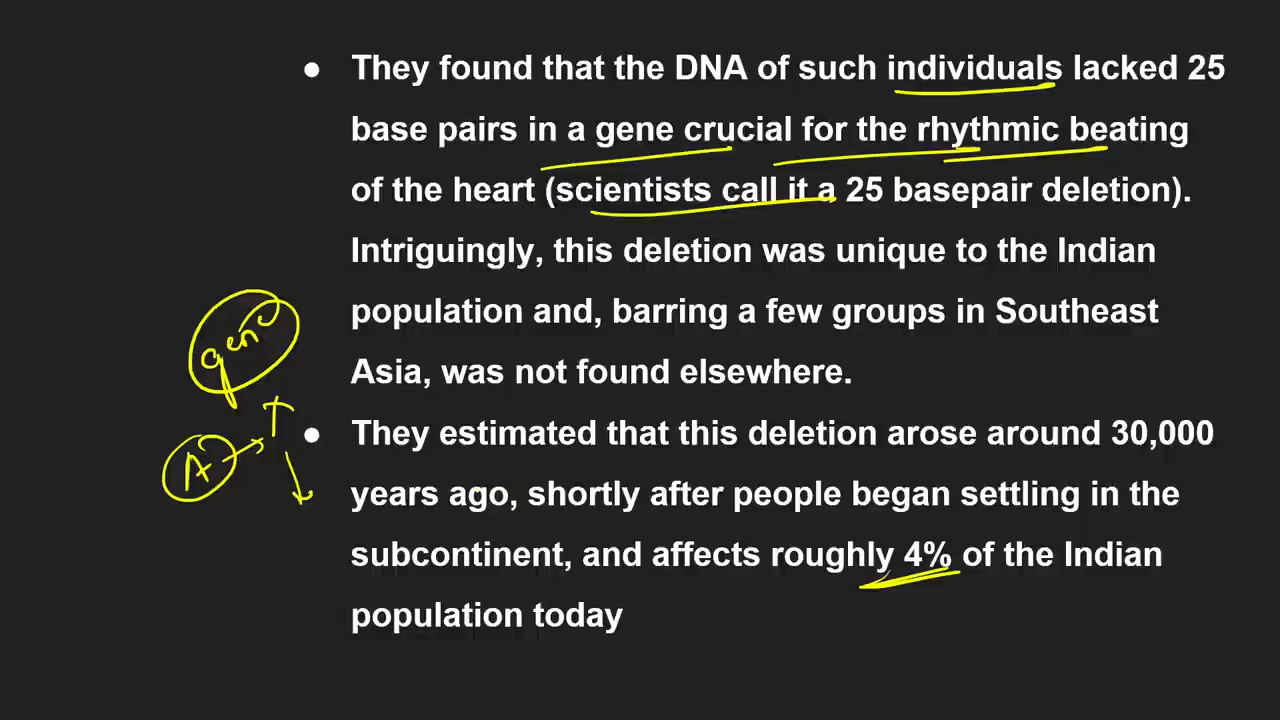 ● They found that the DNA of such individuals lacked 25
base pairs in a gene crucial for the rhythmic beating
of the heart (scientists call it a 25 basepair deletion).
Intriguingly, this deletion was unique to the Indian
population and, barring a few groups in Southeast
Asia, was not found elsewhere.
gene
A
● They estimated that this deletion arose around 30,000
years ago, shortly after people began settling in the
subcontinent, and affects roughly 4% of the Indian
population today